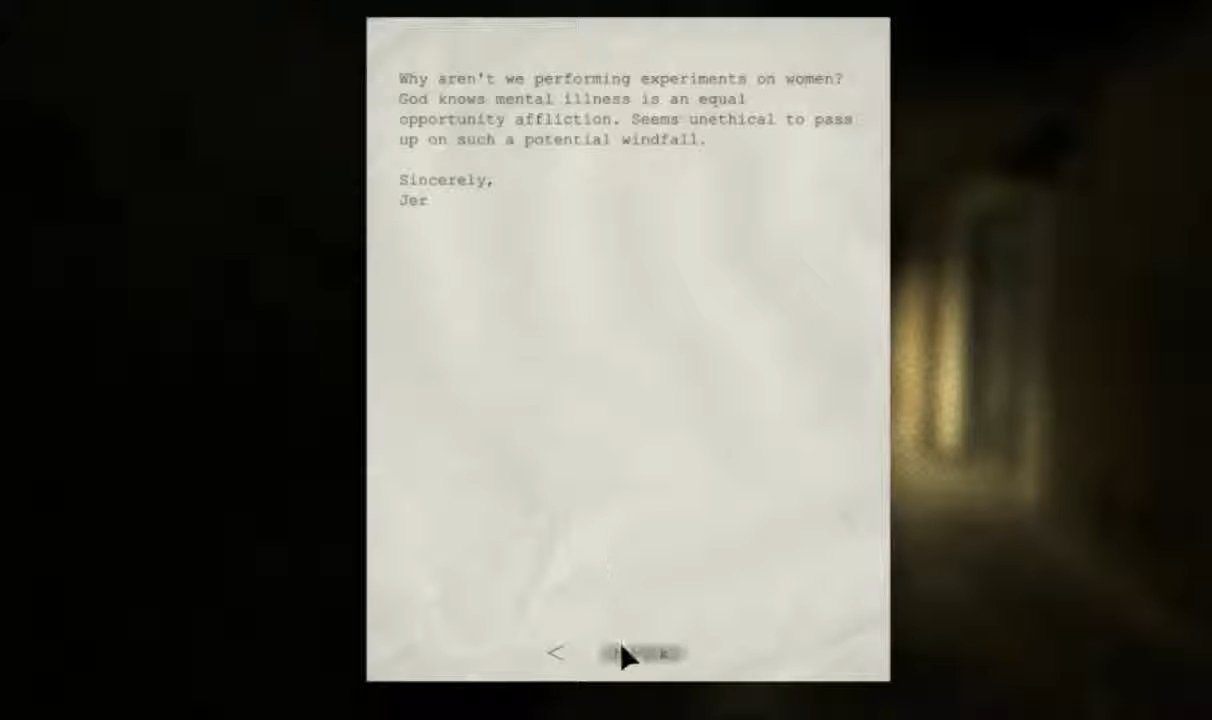 Why aren't we performing experiments on women?
God knows mental illness is an equal
opportunity affliction. Seems unethical to pass
up on such a potential windfall.
Sincerely,
Jer
<